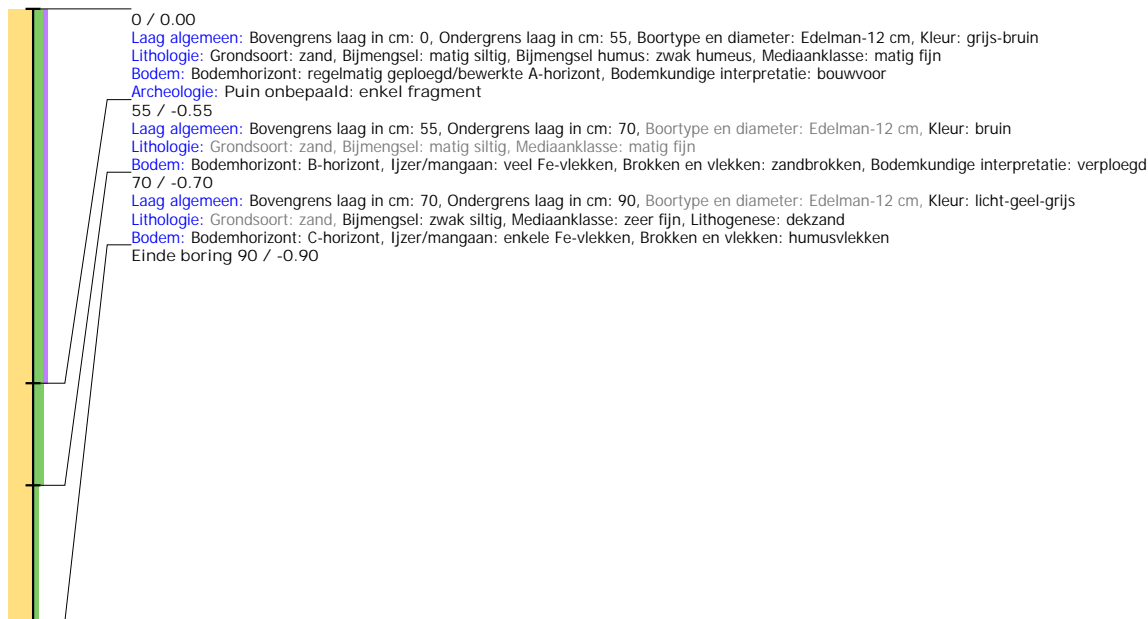 0 / 0.00
Laag algemeen: Bovengrens laag in cm: 0, Ondergrens laag in cm: 55, Boortype en diameter: Edelman-12 cm, Kleur: grijs-bruin
Lithologie: Grondsoort: zand, Bijmengsel: matig siltig, Bijmengsel humus: zwak humeus, Mediaanklasse: matig fijn
Bodem: Bodemhorizont: regelmatig geploegd/bewerkte A-horizont, Bodemkundige interpretatie: bouwvoor
Archeologie: Puin onbepaald: enkel fragment
55 / -0.55
Laag algemeen: Bovengrens laag in cm: 55, Ondergrens laag in cm: 70, Boortype en diameter: Edelman-12 cm, Kleur: bruin
Lithologie: Grondsoort: zand, Bijmengsel: matig siltig, Mediaanklasse: matig fijn
Bodem: Bodemhorizont: B-horizont, Ijzer/mangaan: veel Fe-vlekken, Brokken en vlekken: zandbrokken, Bodemkundige interpretatie: verploegd
70 / -0.70
Laag algemeen: Bovengrens laag in cm: 70, Ondergrens laag in cm: 90, Boortype en diameter: Edelman-12 cm, Kleur: licht-geel-grijs
Lithologie: Grondsoort: zand, Bijmengsel: zwak siltig, Mediaanklasse: zeer fijn, Lithogenese: dekzand
Bodem: Bodemhorizont: C-horizont, Ijzer/mangaan: enkele Fe-vlekken, Brokken en vlekken: humusvlekken
Einde boring 90 / -0.90